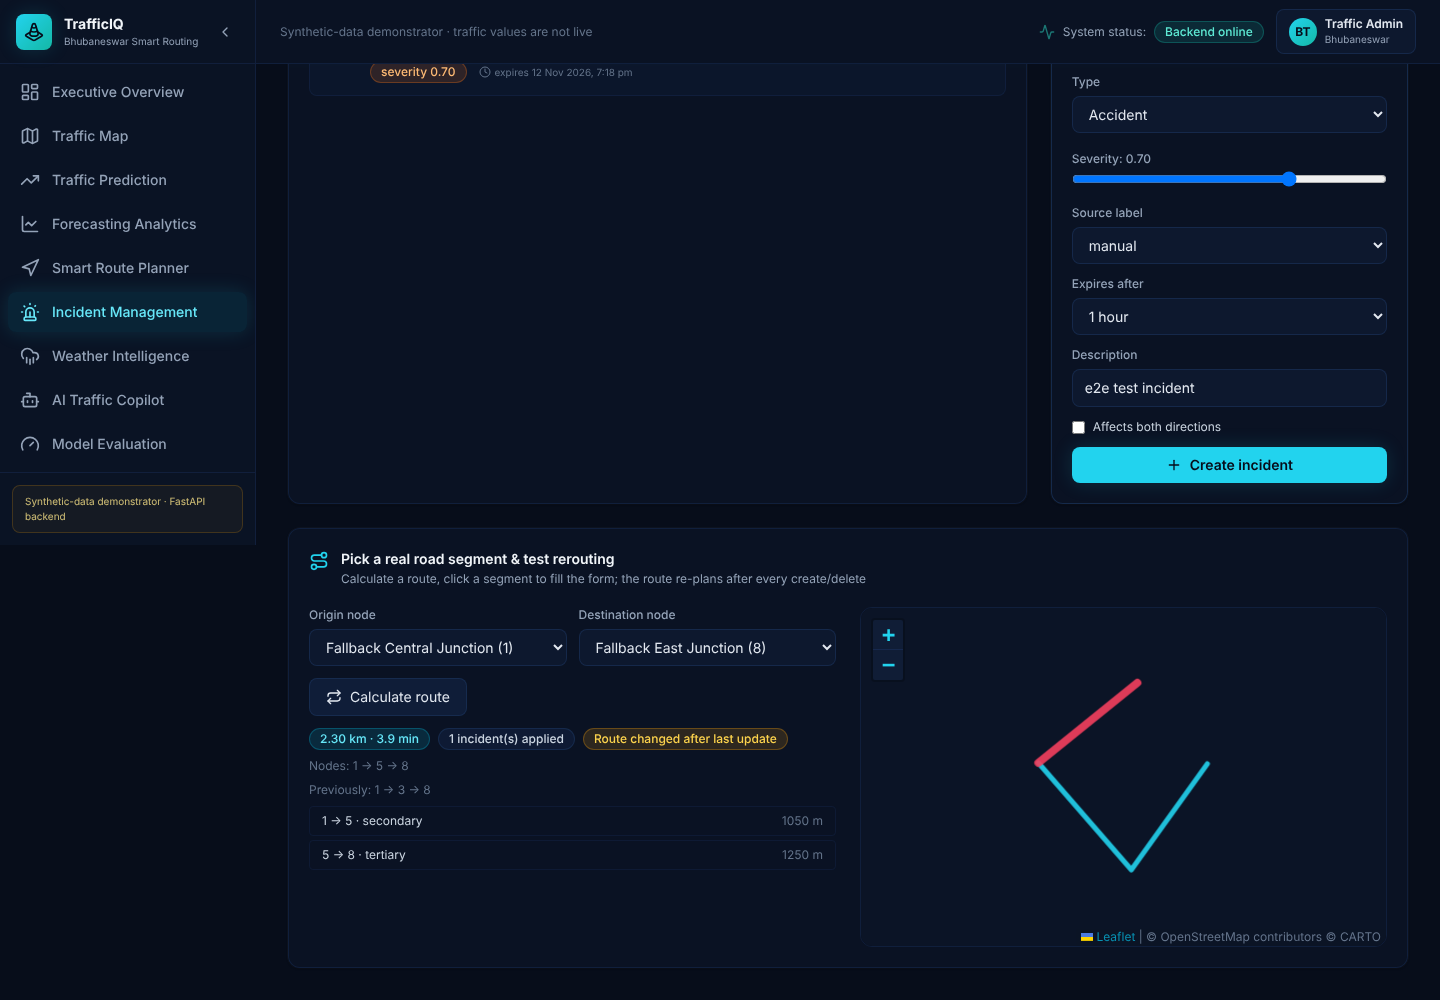 TrafficIQ
Bhubaneswar Smart Routing
Executive Overview
Traffic Map
Traffic Prediction
Forecasting Analytics
Smart Route Planner
Incident Management
Weather Intelligence
AI Traffic Copilot
Model Evaluation
Synthetic-data demonstrator · FastAPI
backend
Synthetic-data demonstrator · traffic values are not live
System status:
Backend online
BT
Traffic Admin
Bhubaneswar
severity 0.70
expires 12 Nov 2026, 7:18 pm
Type
Accident
Severity: 0.70
Source label
manual
Expires after
1 hour
Description
e2e test incident
Affects both directions
Create incident
Pick a real road segment & test rerouting
Calculate a route, click a segment to fill the form; the route re-plans after every create/delete
Origin node
Destination node
Fallback Central Junction (1)
Fallback East Junction (8)
Calculate route
2.30 km · 3.9 min
1 incident(s) applied
Route changed after last update
Nodes: 1 → 5 → 8
Previously: 1 → 3 → 8
1 → 5 · secondary
1050 m
5 → 8 · tertiary
1250 m
+
−
Leaflet | © OpenStreetMap contributors © CARTO